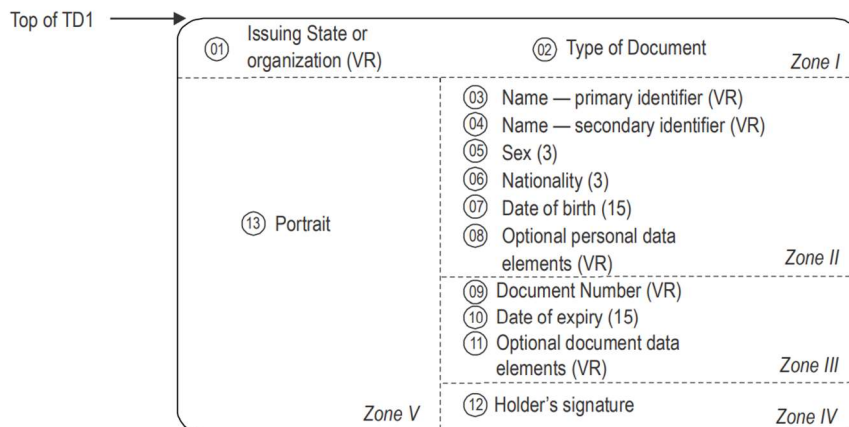 Top of TD1
01 Issuing State or
organization (VR)
02 Type of Document
Zone I
03 Name — primary identifier (VR)
04 Name — secondary identifier (VR)
05 Sex (3)
06 Nationality (3)
07 Date of birth (15)
08 Optional personal data
elements (VR)
Zone II
13 Portrait
09 Document Number (VR)
10 Date of expiry (15)
11 Optional document data
elements (VR)
Zone III
12 Holder's signature
Zone IV
Zone V